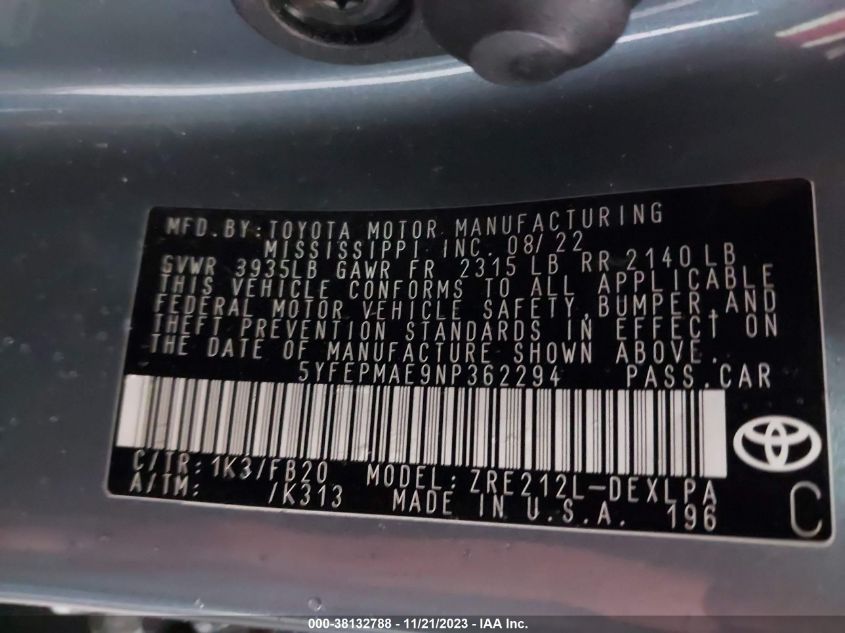 MFD. BY: TOYOTA MOTOR MANUFACTURING
MISSISSIPPI INC. 08/22
GVWR 3935LB GAWR FR 2315 LB RR 2140 LB
THIS VEHICLE CONFORMS TO ALL APPLICABLE
FEDERAL MOTOR VEHICLE SAFETY, BUMPER, AND
THEFT PREVENTION STANDARDS IN EFFECT ON
THE DATE OF MANUFACTURE SHOWN ABOVE.
5YFEPMAE9NP362294 PASS. CAR
C/TR: 1K3/FB20 MODEL: ZRE212L-DEXLPA
A/TM: /K313 MADE IN U.S.A. 196 C
000-38132788 - 11/21/2023 - IAA Inc.